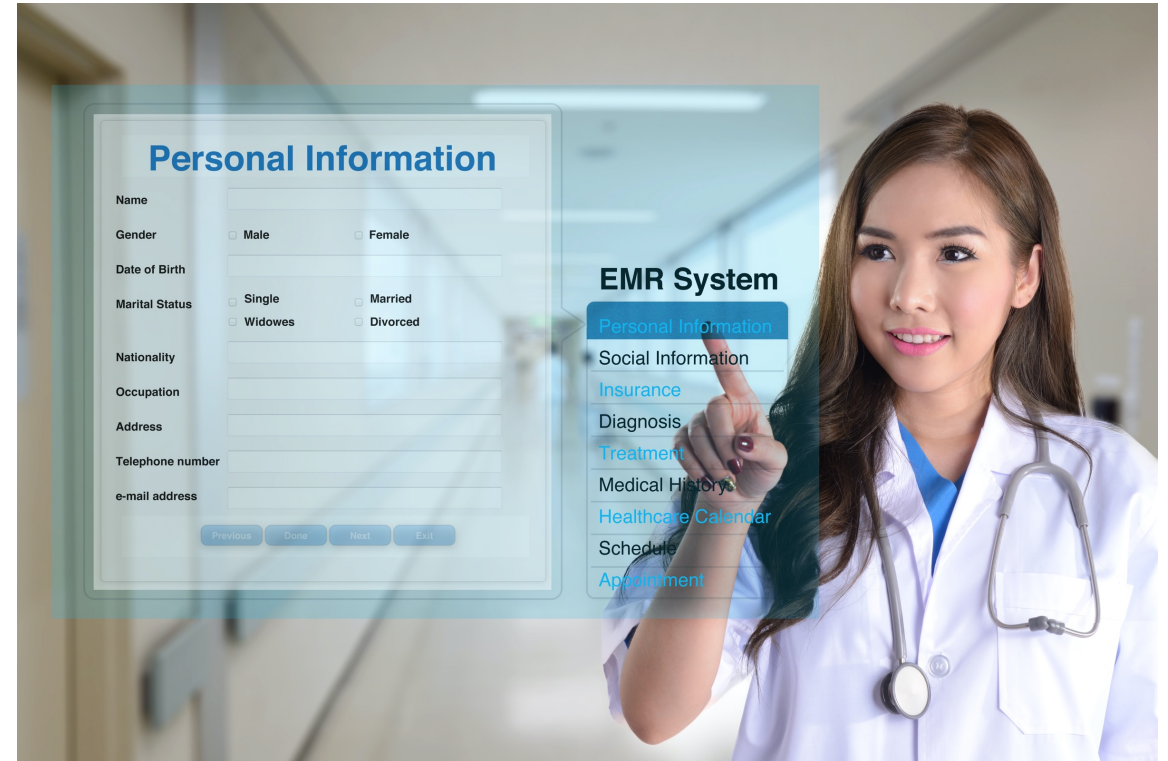 Personal Information
Name
Gender Male Female
Date of Birth
Marital Status Single Married
Widowes Divorced
Nationality
Occupation
Address
Telephone number
e-mail address
Previous Done Next Exit
EMR System
Personal Information
Social Information
Insurance
Diagnosis
Treatment
Medical History
Healthcare Calendar
Schedule
Appointment